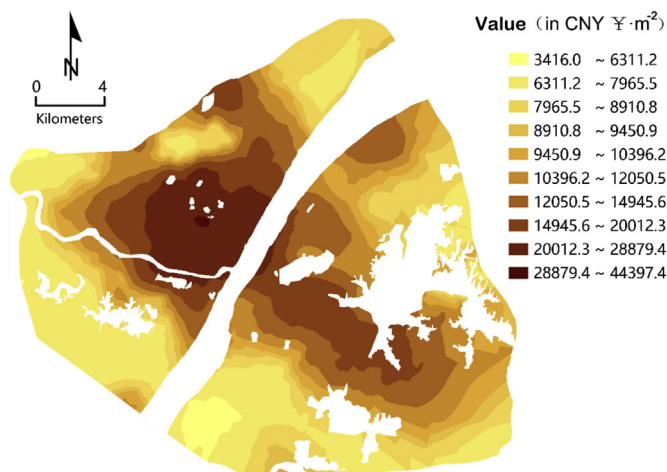 Value (in CNY ￥·m-2)
N
0 4
Kilometers
3416.0 ~ 6311.2
6311.2 ~ 7965.5
7965.5 ~ 8910.8
8910.8 ~ 9450.9
9450.9 ~ 10396.2
10396.2 ~ 12050.5
12050.5 ~ 14945.6
14945.6 ~ 20012.3
20012.3 ~ 28879.4
28879.4 ~ 44397.4